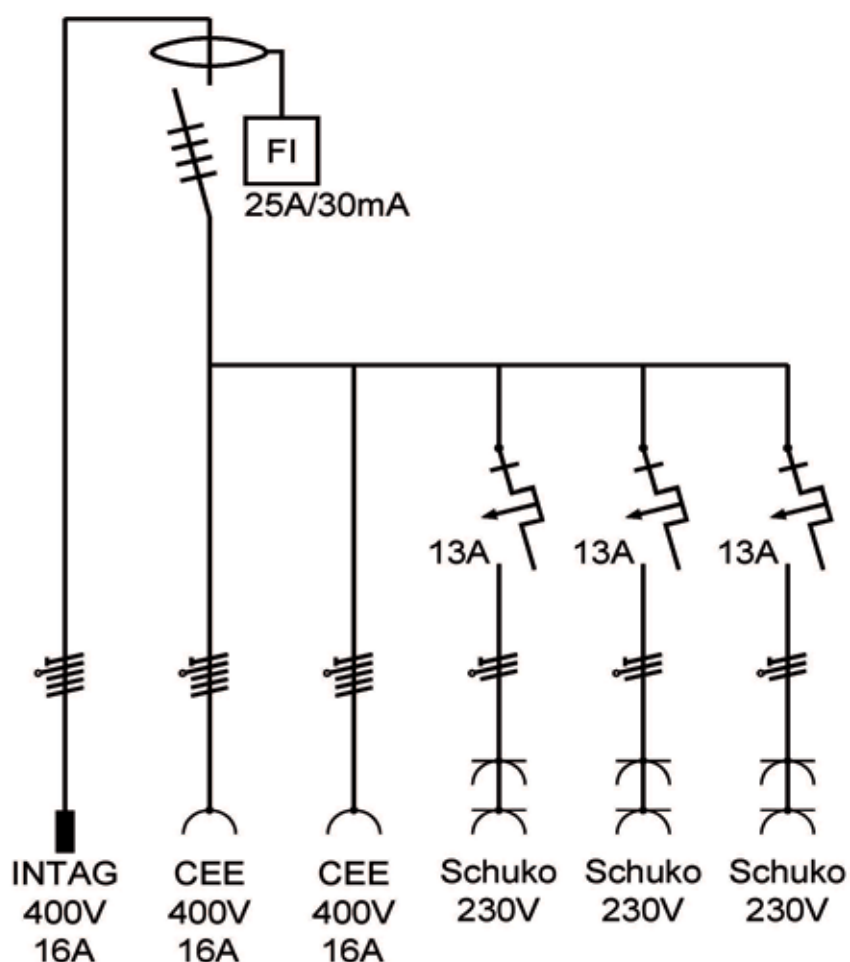 FI
25A/30mA
13A 13A 13A
INTAG CEE CEE Schuko Schuko Schuko
400V 400V 400V 230V 230V 230V
16A 16A 16A